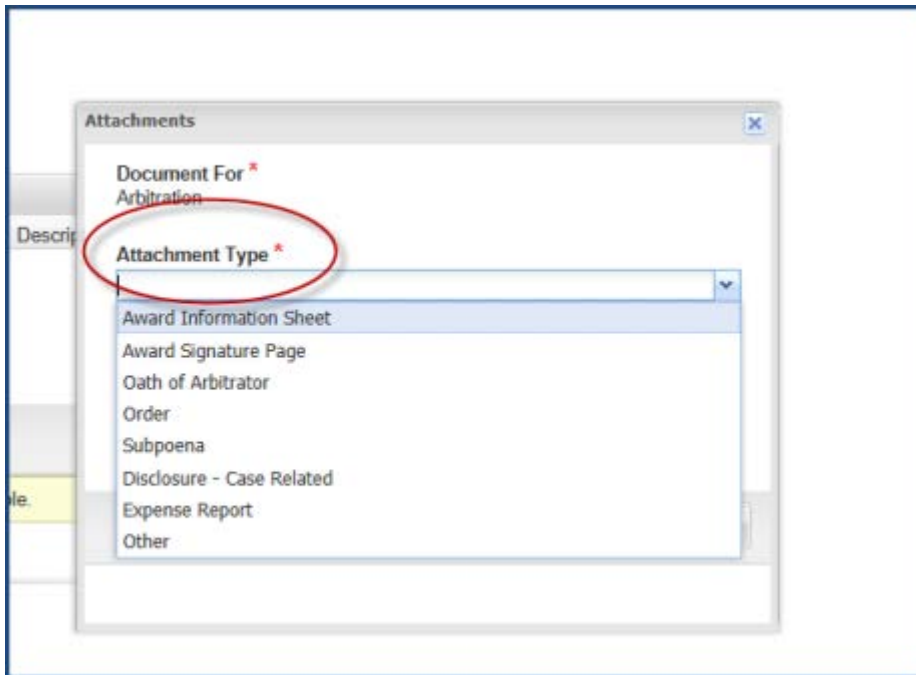 Attachments
Document For *
Arbitration
Descrip
Attachment Type *
Award Information Sheet
Award Signature Page
Oath of Arbitrator
Order
Subpoena
Disclosure - Case Related
ole.
Expense Report
Other